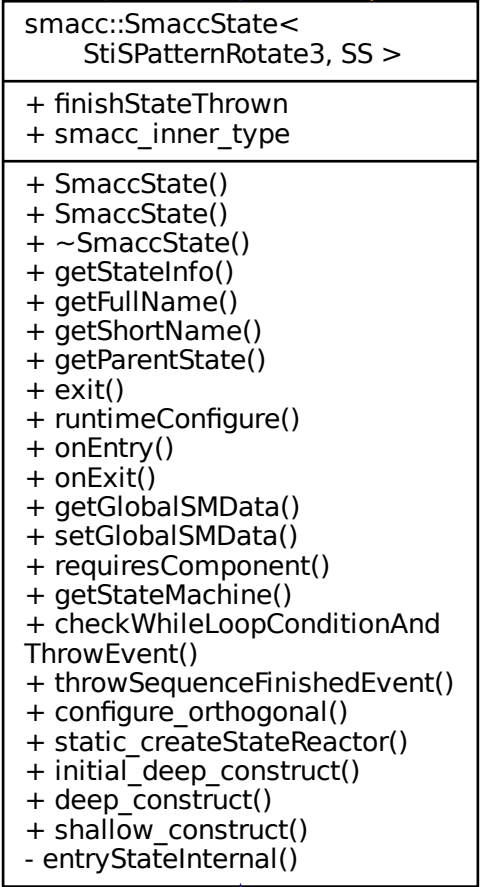 smacc::SmaccState<
StiSPatternRotate3, SS >
+ finishStateThrown
+ smacc_inner_type
+ SmaccState()
+ SmaccState()
+ ~SmaccState()
+ getStateInfo()
+ getFullName()
+ getShortName()
+ getParentState()
+ exit()
+ runtimeConfigure()
+ onEntry()
+ onExit()
+ getGlobalSMData()
+ setGlobalSMData()
+ requiresComponent()
+ getStateMachine()
+ checkWhileLoopConditionAnd
ThrowEvent()
+ throwSequenceFinishedEvent()
+ configure_orthogonal()
+ static_createStateReactor()
+ initial_deep_construct()
+ deep_construct()
+ shallow_construct()
- entryStateInternal()